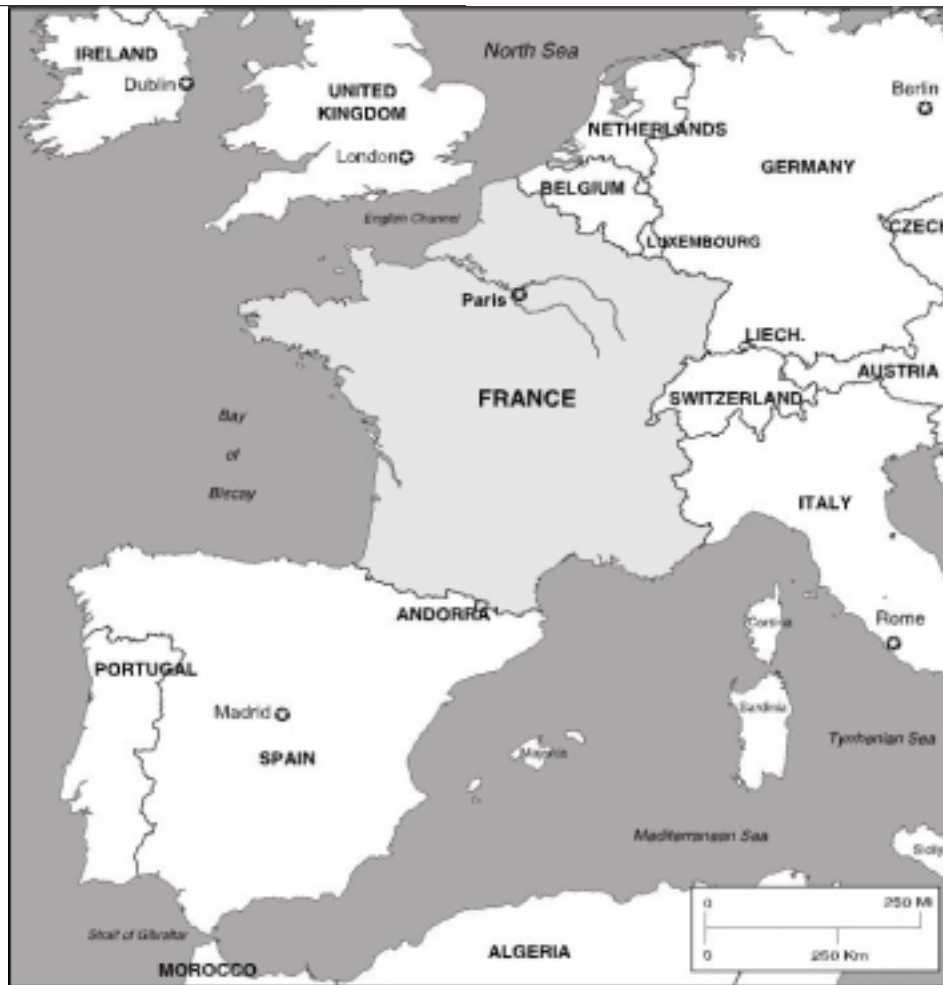 North Sea
IRELAND
Dublin
UNITED
KINGDOM
Berlin
NETHERLANDS
London
GERMANY
BELGIUM
English Channel
CZECH
LUXEMBOURG
Paris
LIECH.
AUSTRIA
FRANCE
SWITZERLAND
Bay
of
Biscay
ITALY
ANDORRA
Corsica
Rome
PORTUGAL
Madrid
Sardinia
Tyrrhenian Sea
SPAIN
Majorca
Mediterranean Sea
Sicily
0 250 Mi
Strait of Gibraltar
ALGERIA
0 250 Km
MOROCCO